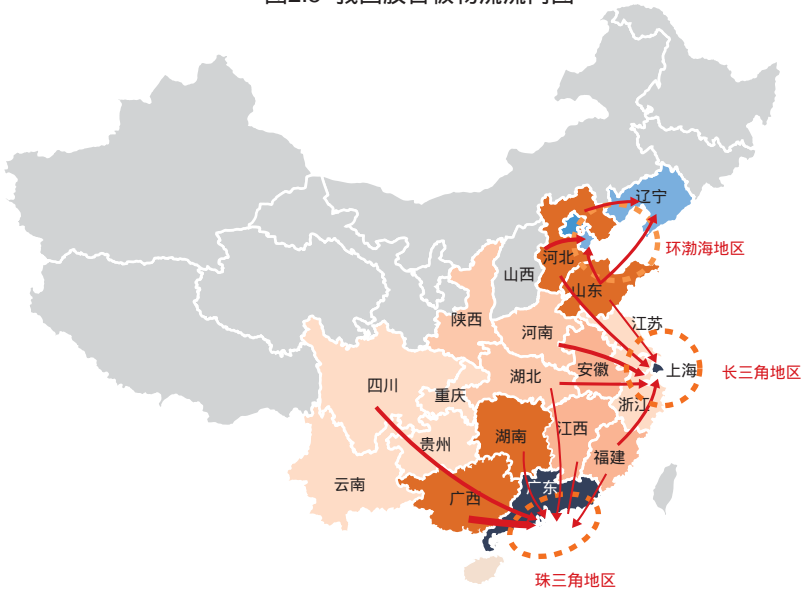 辽宁
环渤海地区
河北
山西
山东
陕西
河南
江苏
安徽
上海
长三角地区
湖北
四川
重庆
浙江
江西
湖南
贵州
福建
云南
广西
广东
珠三角地区